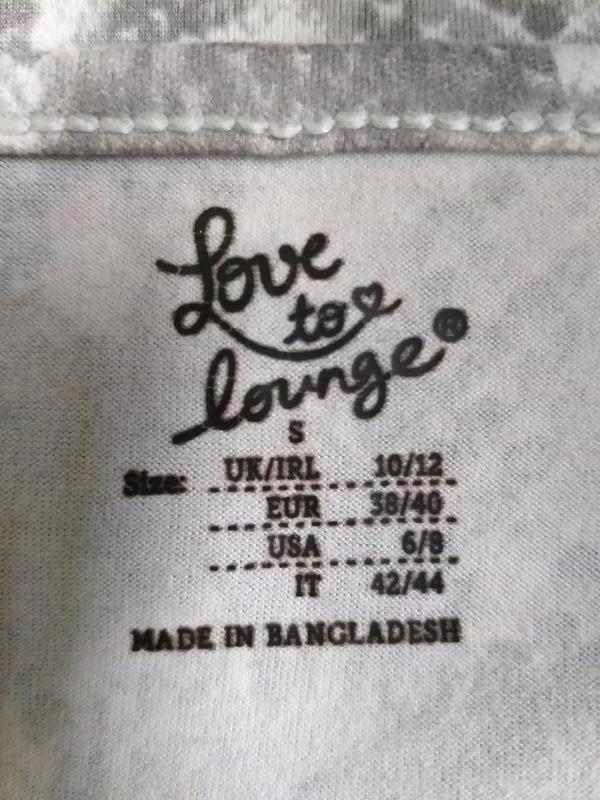 Love
to
lounge®
S
Size: UK/IRL 10/12
EUR 38/40
USA 6/8
IT 42/44
MADE IN BANGLADESH